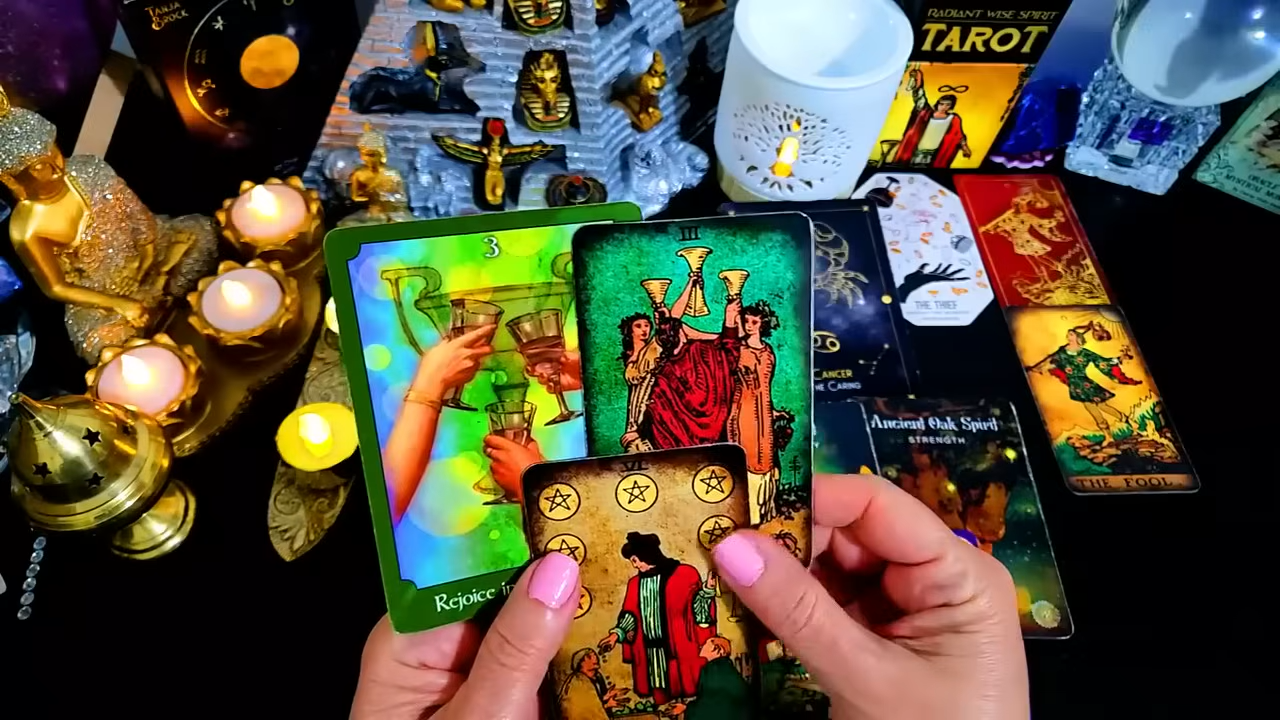 TANJA
BROCK
RADIANT WISE SPIRIT
TAROT
3
III
VI
Rejoice
CANCER
THE CARING
THE THIEF
Ancient Oak Spirit
STRENGTH
THE FOOL